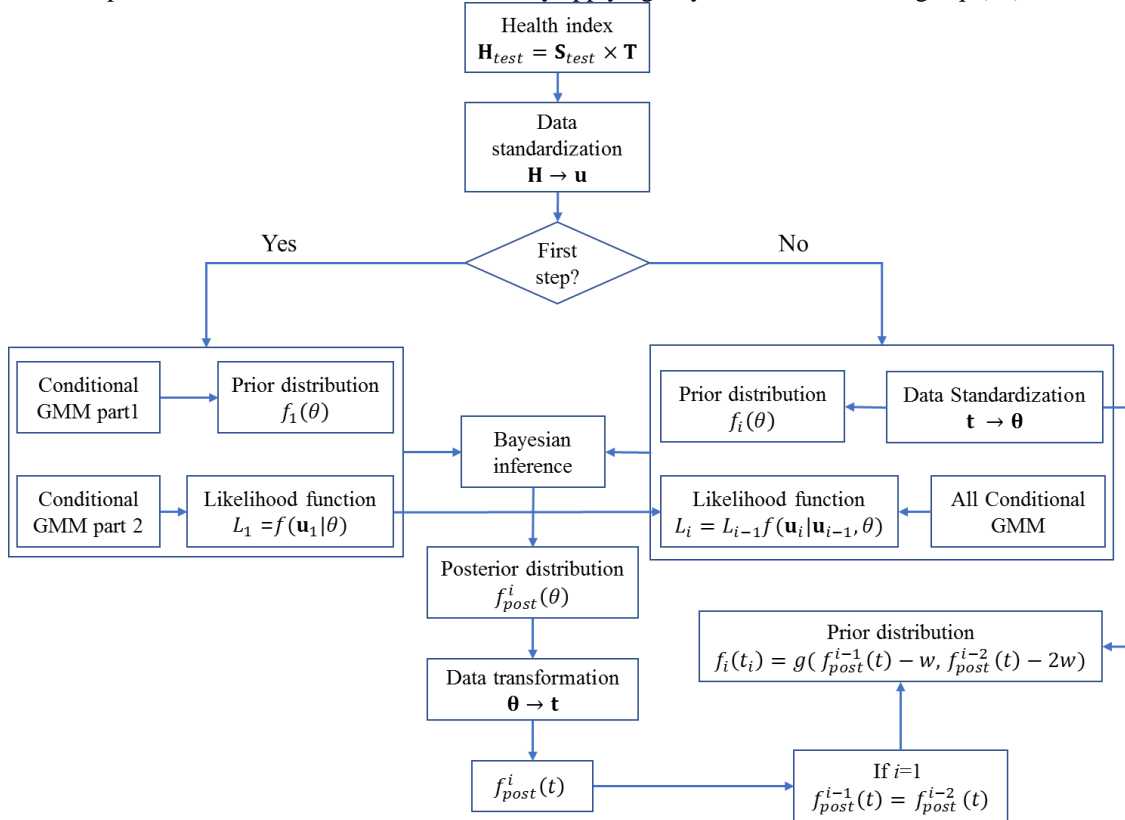 Health index
𝐇_test = 𝐒_test × 𝐓
Data
standardization
𝐇 → 𝐮
First
step?
Yes
No
Conditional
GMM part1
Prior distribution
f_1(θ)
Conditional
GMM part 2
Likelihood function
L_1 =f(𝐮_1|θ)
Bayesian
inference
Prior distribution
f_i(θ)
Data Standardization
𝐭 → 𝛉
Likelihood function
L_i = L_{i−1}f(𝐮_i|𝐮_{i−1}, θ)
All Conditional
GMM
Posterior distribution
f^i_post(θ)
Data transformation
𝛉 → 𝐭
f^i_post(t)
If i=1
f^{i−1}_post(t) = f^{i−2}_post (t)
Prior distribution
f_i(t_i) = g( f^{i−1}_post(t) − w, f^{i−2}_post(t) − 2w)